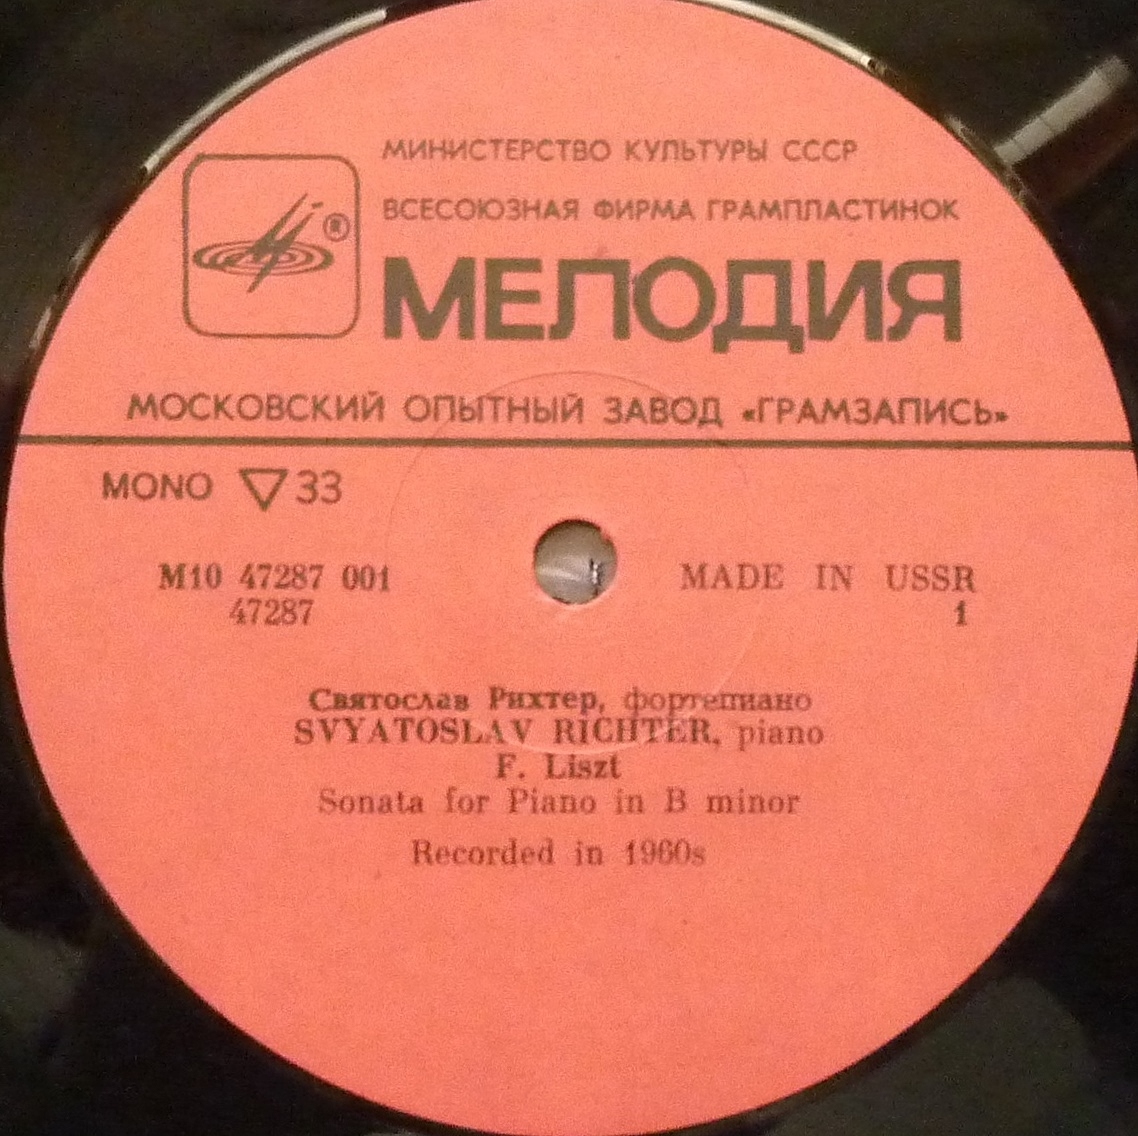 МИНИСТЕРСТВО КУЛЬТУРЫ СССР
ВСЕСОЮЗНАЯ ФИРМА ГРАМПЛАСТИНОК
®
МЕЛОДИЯ
МОСКОВСКИЙ ОПЫТНЫЙ ЗАВОД «ГРАМЗАПИСЬ»
MONO ▽ 33
М10 47287 001 MADE IN USSR
47287 1
Святослав Рихтер, фортепиано
SVYATOSLAV RICHTER, piano
F. Liszt
Sonata for Piano in B minor
Recorded in 1960s